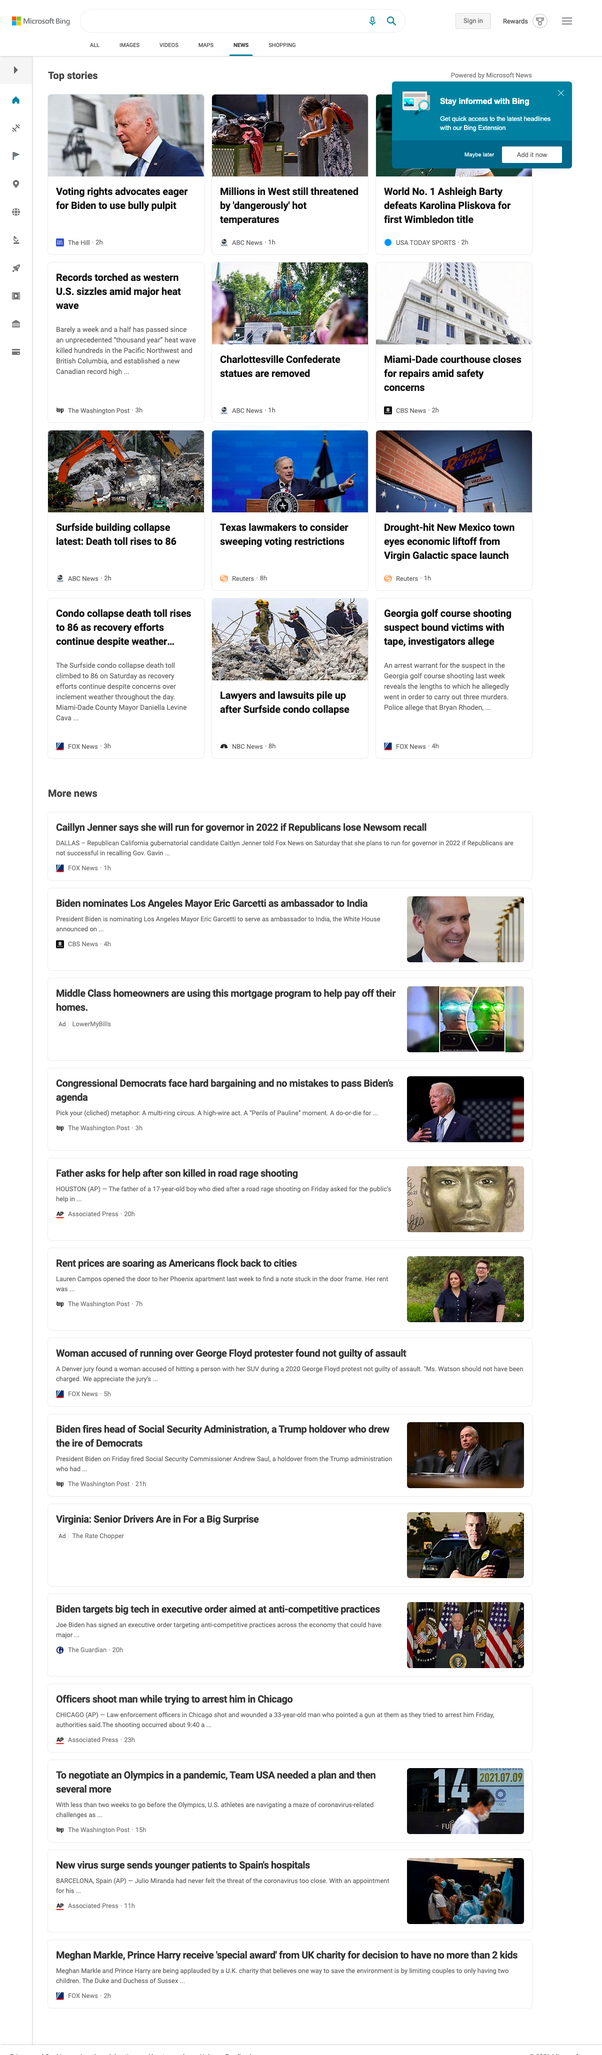 Microsoft Bing
Sign in
Rewards
ALL
IMAGES
VIDEOS
MAPS
NEWS
SHOPPING
Top stories
Powered by Microsoft News
Stay informed with Bing
Get quick access to the latest headlines
with our Bing Extension
Maybe later
Add it now
Voting rights advocates eager
for Biden to use bully pulpit
The Hill · 2h
Millions in West still threatened
by 'dangerously' hot
temperatures
ABC News · 1h
World No. 1 Ashleigh Barty
defeats Karolina Pliskova for
first Wimbledon title
USA TODAY SPORTS · 2h
Records torched as western
U.S. sizzles amid major heat
wave
Barely a week and a half has passed since
an unprecedented "thousand year" heat wave
killed hundreds in the Pacific Northwest and
British Columbia, and established a new
Canadian record high ...
The Washington Post · 3h
Charlottesville Confederate
statues are removed
ABC News · 1h
Miami-Dade courthouse closes
for repairs amid safety
concerns
CBS News · 2h
Surfside building collapse
latest: Death toll rises to 86
ABC News · 2h
Texas lawmakers to consider
sweeping voting restrictions
Reuters · 8h
ROCKET
INN
Drought-hit New Mexico town
eyes economic liftoff from
Virgin Galactic space launch
Reuters · 1h
Condo collapse death toll rises
to 86 as recovery efforts
continue despite weather...
The Surfside condo collapse death toll
climbed to 86 on Saturday as recovery
efforts continue despite concerns over
inclement weather throughout the day.
Miami-Dade County Mayor Daniella Levine
Cava ...
FOX News · 3h
Lawyers and lawsuits pile up
after Surfside condo collapse
NBC News · 8h
Georgia golf course shooting
suspect bound victims with
tape, investigators allege
An arrest warrant for the suspect in the
Georgia golf course shooting last week
reveals the lengths to which he allegedly
went in order to carry out three murders.
Police allege that Bryan Rhoden, ...
FOX News · 4h
More news
Caillyn Jenner says she will run for governor in 2022 if Republicans lose Newsom recall
DALLAS – Republican California gubernatorial candidate Caitlyn Jenner told Fox News on Saturday that she plans to run for governor in 2022 if Republicans are
not successful in recalling Gov. Gavin ...
FOX News · 1h
Biden nominates Los Angeles Mayor Eric Garcetti as ambassador to India
President Biden is nominating Los Angeles Mayor Eric Garcetti to serve as ambassador to India, the White House
announced on ...
CBS News · 4h
Middle Class homeowners are using this mortgage program to help pay off their
homes.
Ad LowerMyBills
Congressional Democrats face hard bargaining and no mistakes to pass Biden's
agenda
Pick your (cliched) metaphor: A multi-ring circus. A high-wire act. A "Perils of Pauline" moment. A do-or-die for ...
The Washington Post · 3h
Father asks for help after son killed in road rage shooting
HOUSTON (AP) — The father of a 17-year-old boy who died after a road rage shooting on Friday asked for the public's
help in ...
AP Associated Press · 20h
Rent prices are soaring as Americans flock back to cities
Lauren Campos opened the door to her Phoenix apartment last week to find a note stuck in the door frame. Her rent
was ...
The Washington Post · 7h
Woman accused of running over George Floyd protester found not guilty of assault
A Denver jury found a woman accused of hitting a person with her SUV during a 2020 George Floyd protest not guilty of assault. "Ms. Watson should not have been
charged. We appreciate the jury's ...
FOX News · 5h
Biden fires head of Social Security Administration, a Trump holdover who drew
the ire of Democrats
President Biden on Friday fired Social Security Commissioner Andrew Saul, a holdover from the Trump administration
who had ...
The Washington Post · 21h
Virginia: Senior Drivers Are in For a Big Surprise
Ad The Rate Chopper
Biden targets big tech in executive order aimed at anti-competitive practices
Joe Biden has signed an executive order targeting anti-competitive practices across the economy that could have
major ...
The Guardian · 20h
Officers shoot man while trying to arrest him in Chicago
CHICAGO (AP) — Law enforcement officers in Chicago shot and wounded a 33-year-old man who pointed a gun at them as they tried to arrest him Friday,
authorities said.The shooting occurred about 9:40 a ...
AP Associated Press · 23h
To negotiate an Olympics in a pandemic, Team USA needed a plan and then
several more
With less than two weeks to go before the Olympics, U.S. athletes are navigating a maze of coronavirus-related
challenges as ...
The Washington Post · 15h
14
2021.07.09
New virus surge sends younger patients to Spain's hospitals
BARCELONA, Spain (AP) — Julio Miranda had never felt the threat of the coronavirus too close. With an appointment
for his ...
AP Associated Press · 11h
Meghan Markle, Prince Harry receive 'special award' from UK charity for decision to have no more than 2 kids
Meghan Markle and Prince Harry are being applauded by a U.K. charity that believes one way to save the environment is by limiting couples to only having two
children. The Duke and Duchess of Sussex ...
FOX News · 2h